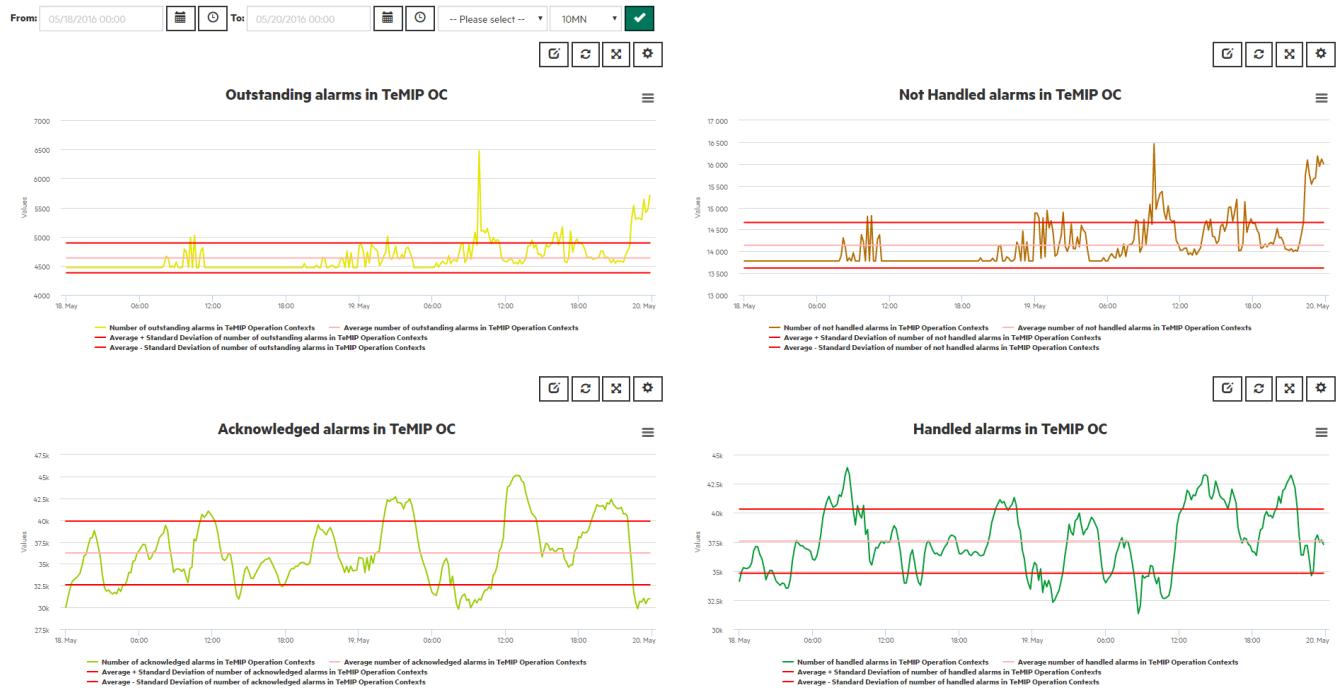 From: 05/18/2016 00:00 To: 05/20/2016 00:00 -- Please select -- 10MN
Outstanding alarms in TeMIP OC
7000
6500
6000
5500
5000
4500
4000
Values
18. May 06:00 12:00 18:00 19. May 06:00 12:00 18:00 20. May
Number of outstanding alarms in TeMIP Operation Contexts Average number of outstanding alarms in TeMIP Operation Contexts
Average + Standard Deviation of number of outstanding alarms in TeMIP Operation Contexts
Average - Standard Deviation of number of outstanding alarms in TeMIP Operation Contexts
Not Handled alarms in TeMIP OC
17 000
16 500
16 000
15 500
15 000
14 500
14 000
13 500
13 000
Values
18. May 06:00 12:00 18:00 19. May 06:00 12:00 18:00 20. May
Number of not handled alarms in TeMIP Operation Contexts Average number of not handled alarms in TeMIP Operation Contexts
Average + Standard Deviation of number of not handled alarms in TeMIP Operation Contexts
Average - Standard Deviation of number of not handled alarms in TeMIP Operation Contexts
Acknowledged alarms in TeMIP OC
47.5k
45k
42.5k
40k
37.5k
35k
32.5k
30k
27.5k
Values
18. May 06:00 12:00 18:00 19. May 06:00 12:00 18:00 20. May
Number of acknowledged alarms in TeMIP Operation Contexts Average number of acknowledged alarms in TeMIP Operation Contexts
Average + Standard Deviation of number of acknowledged alarms in TeMIP Operation Contexts
Average - Standard Deviation of number of acknowledged alarms in TeMIP Operation Contexts
Handled alarms in TeMIP OC
45k
42.5k
40k
37.5k
35k
32.5k
30k
Values
18. May 06:00 12:00 18:00 19. May 06:00 12:00 18:00 20. May
Number of handled alarms in TeMIP Operation Contexts Average number of handled alarms in TeMIP Operation Contexts
Average + Standard Deviation of number of handled alarms in TeMIP Operation Contexts
Average - Standard Deviation of number of handled alarms in TeMIP Operation Contexts